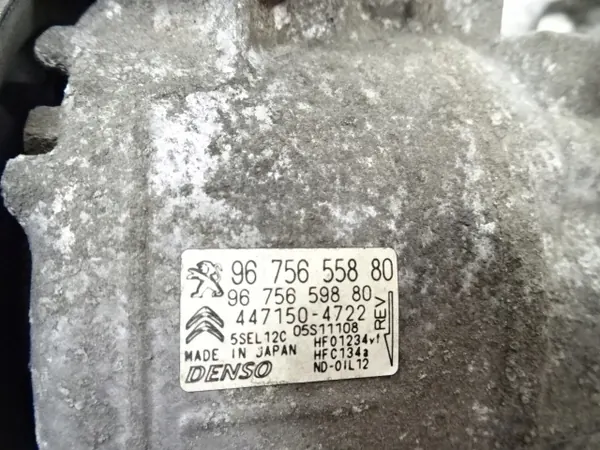 96 756 558 80
96 756 598 80
447150-4722
05S11108
5SEL12C HFO1234yf
MADE IN JAPAN HFC134a
DENSO ND-OIL12
REV